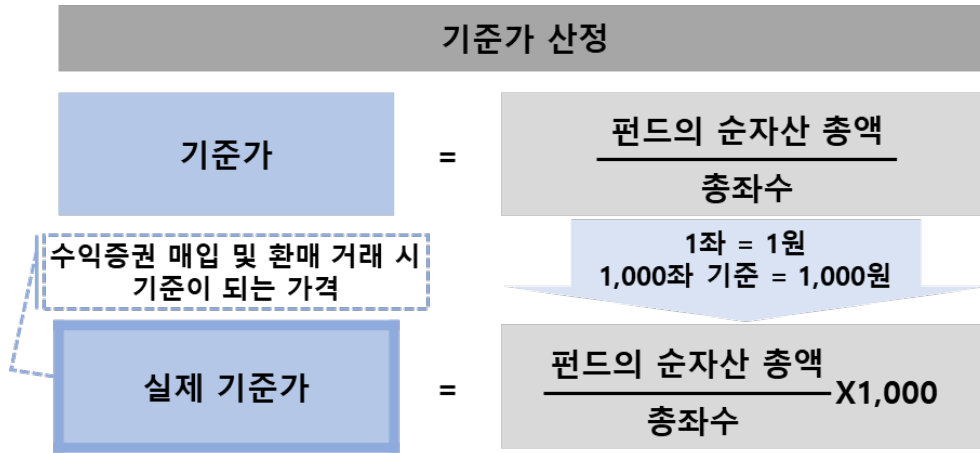 기준가 산정
기준가
=
펀드의 순자산 총액
총좌수
수익증권 매입 및 환매 거래 시
기준이 되는 가격
1좌 = 1원
1,000좌 기준 = 1,000원
실제 기준가
=
펀드의 순자산 총액
총좌수
X1,000